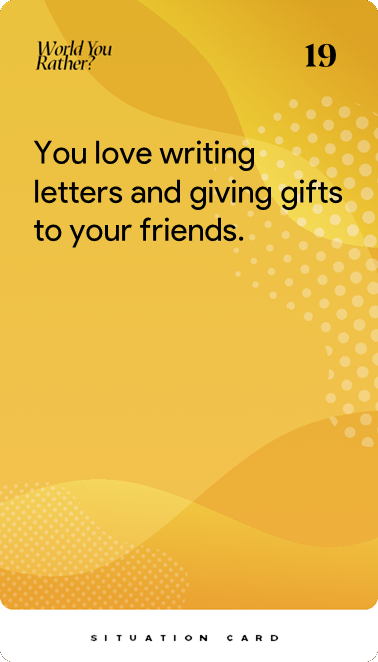 World You
Rather?
19
You love writing
letters and giving gifts
to your friends.
SITUATION CARD